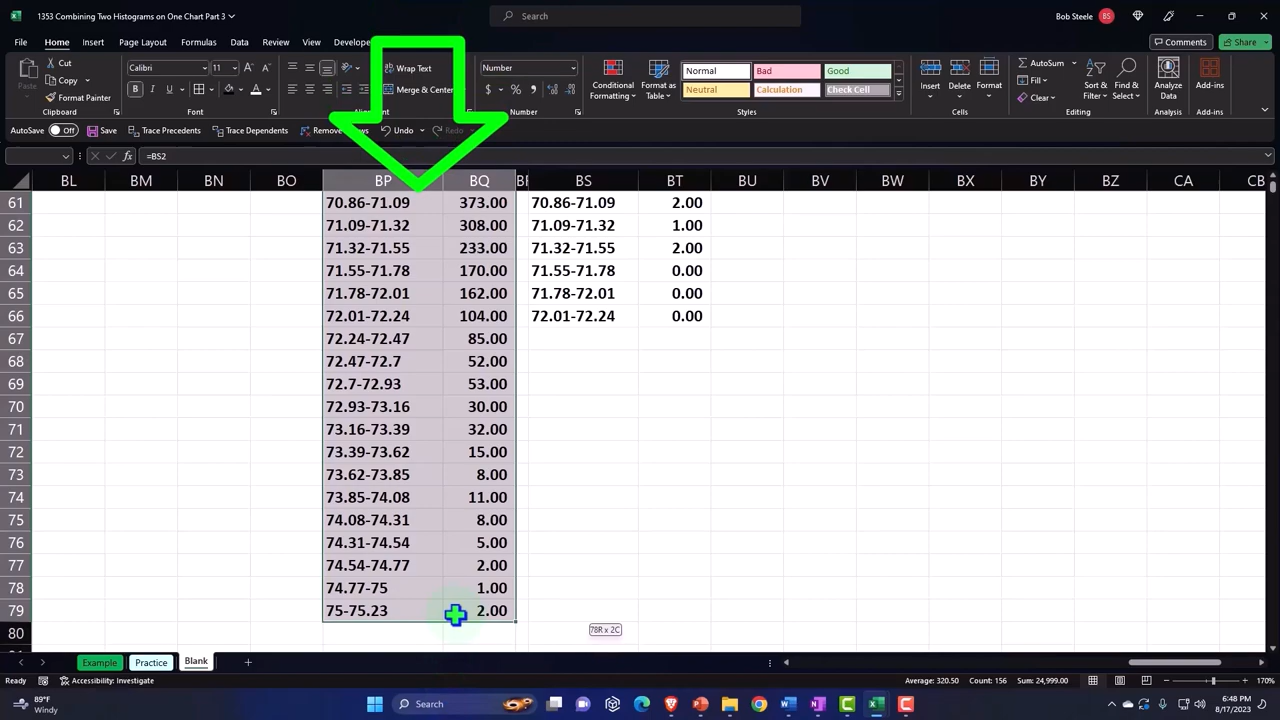 1353 Combining Two Histograms on One Chart Part 3
Search
Bob Steele
BS
File
Home
Insert
Page Layout
Formulas
Data
Review
View
Develope
Comments
Share
Cut
Copy
Format Painter
Calibri
11
Wrap Text
Merge & Center
Number
Conditional Formatting
Format as Table
Normal
Bad
Good
Neutral
Calculation
Check Cell
Insert
Delete
Format
AutoSum
Fill
Clear
Sort & Filter
Find & Select
Analyze Data
Add-ins
Clipboard
Font
Number
Styles
Cells
Editing
Analysis
Add-ins
AutoSave Off
Save
Trace Precedents
Trace Dependents
Undo
Redo
=BS2
BL BM BN BO BP BQ BS BT BU BV BW BX BY BZ CA CB
61 70.86-71.09 373.00 70.86-71.09 2.00
62 71.09-71.32 308.00 71.09-71.32 1.00
63 71.32-71.55 233.00 71.32-71.55 2.00
64 71.55-71.78 170.00 71.55-71.78 0.00
65 71.78-72.01 162.00 71.78-72.01 0.00
66 72.01-72.24 104.00 72.01-72.24 0.00
67 72.24-72.47 85.00
68 72.47-72.7 52.00
69 72.7-72.93 53.00
70 72.93-73.16 30.00
71 73.16-73.39 32.00
72 73.39-73.62 15.00
73 73.62-73.85 8.00
74 73.85-74.08 11.00
75 74.08-74.31 8.00
76 74.31-74.54 5.00
77 74.54-74.77 2.00
78 74.77-75 1.00
79 75-75.23 2.00
80
78R x 2C
Example
Practice
Blank
Accessibility: Investigate
Average: 320.50
Count: 156
Sum: 24,999.00
170%
89°F
Windy
Search
6:48 PM
8/17/2023